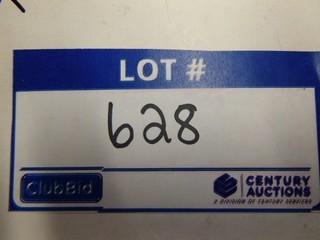 LOT #
628
ClubBid
CENTURY
AUCTIONS
A DIVISION OF CENTURY SERVICES